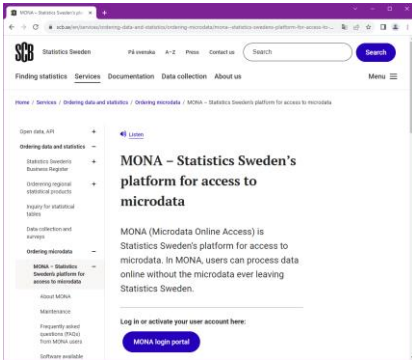 MONA – Statistics Sweden's pl
scb.se/en/services/ordering-data-and-statistics/ordering-microdata/mona--statistics-swedens-platform-for-access-to-...
SCB Statistics Sweden På svenska A–Z Press Contact us Search Search
Finding statistics Services Documentation Data collection About us Menu
Home / Services / Ordering data and statistics / Ordering microdata / MONA – Statistics Sweden's platform for access to microdata
Open data, API +
Ordering data and statistics –
Statistics Sweden's +
Business Register
Ordering regional +
statistical products
Inquiry for statistical
tables
Data collection and
surveys
Ordering microdata –
MONA – Statistics –
Sweden's platform for
access to microdata
About MONA
Maintenance
Frequently asked
questions (FAQs)
from MONA users
Software available
Listen
MONA – Statistics Sweden's
platform for access to
microdata
MONA (Microdata Online Access) is
Statistics Sweden's platform for access to
microdata. In MONA, users can process data
online without the microdata ever leaving
Statistics Sweden.
Log in or activate your user account here:
MONA login portal